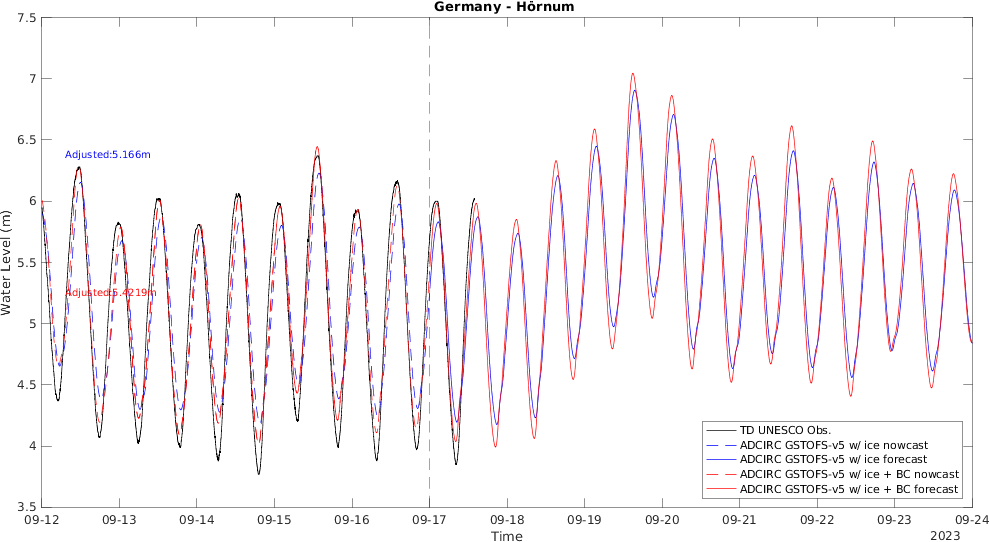 Germany - Hörnum
7.5
7
6.5
6
5.5
5
4.5
4
3.5
Water Level (m)
Adjusted:5.166m
Adjusted:5.4219m
TD UNESCO Obs.
ADCIRC GSTOFS-v5 w/ ice nowcast
ADCIRC GSTOFS-v5 w/ ice forecast
ADCIRC GSTOFS-v5 w/ ice + BC nowcast
ADCIRC GSTOFS-v5 w/ ice + BC forecast
09-12 09-13 09-14 09-15 09-16 09-17 09-18 09-19 09-20 09-21 09-22 09-23 09-24
Time
2023